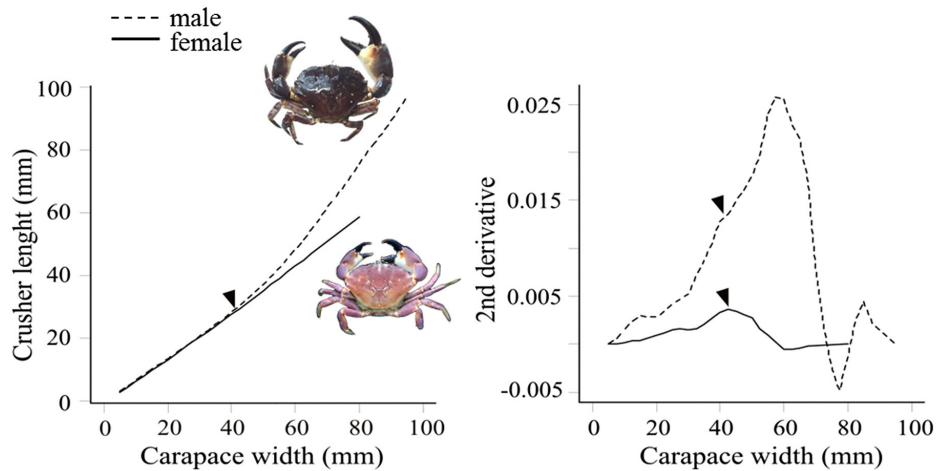 male
female
100
80
60
40
20
0
Crusher lenght (mm)
0 20 40 60 80 100
Carapace width (mm)
0.025
0.015
0.005
-0.005
2nd derivative
0 20 40 60 80 100
Carapace width (mm)